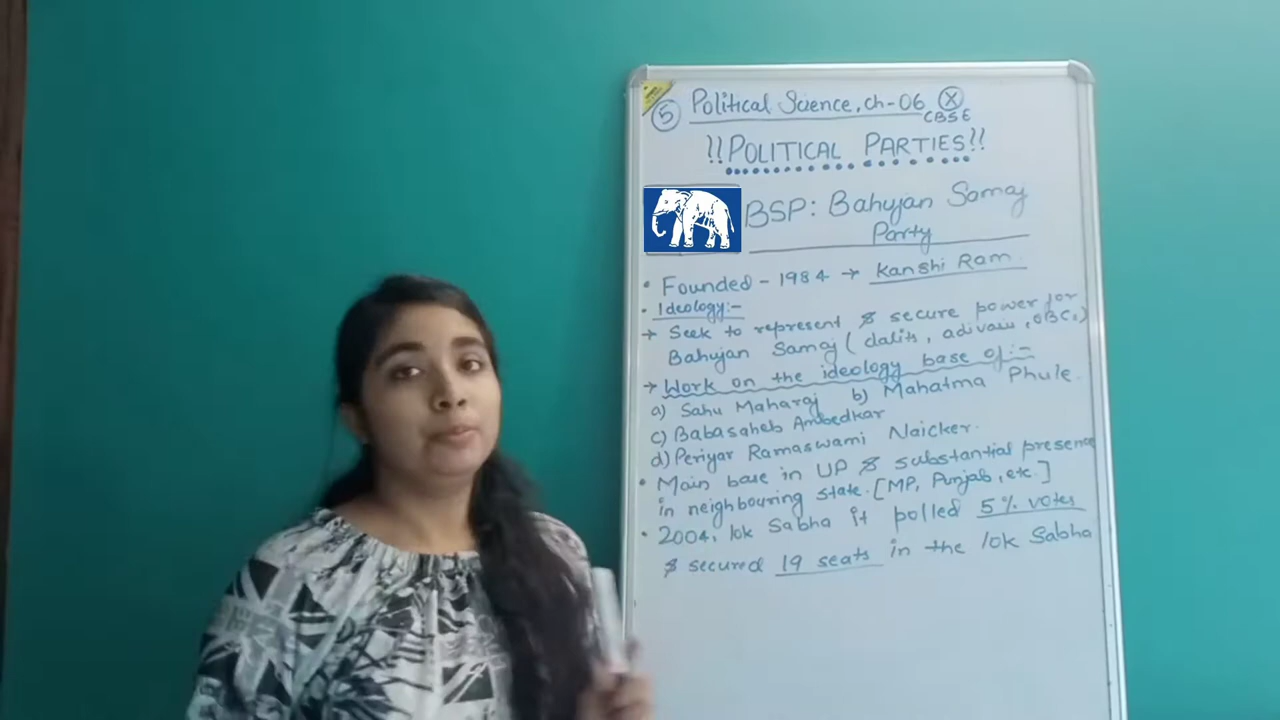 5 Political Science, ch-06 X
CBSE
!!POLITICAL PARTIES!!
BSP: Bahujan Samaj
Party
• Founded - 1984 → Kanshi Ram
• Ideology:-
→ Seek to represent & secure power for
Bahujan Samaj (dalits, adivasis, OBC,)
→ Work on the ideology base of:-
a) Sahu Maharaj b) Mahatma Phule.
c) Babasaheb Ambedkar
d) Periyar Ramaswami Naicker.
• Main base in UP & substantial presence
in neighbouring state. [MP, Punjab, etc.]
• 2004, lok Sabha it polled 5% votes
& secured 19 seats in the lok Sabha